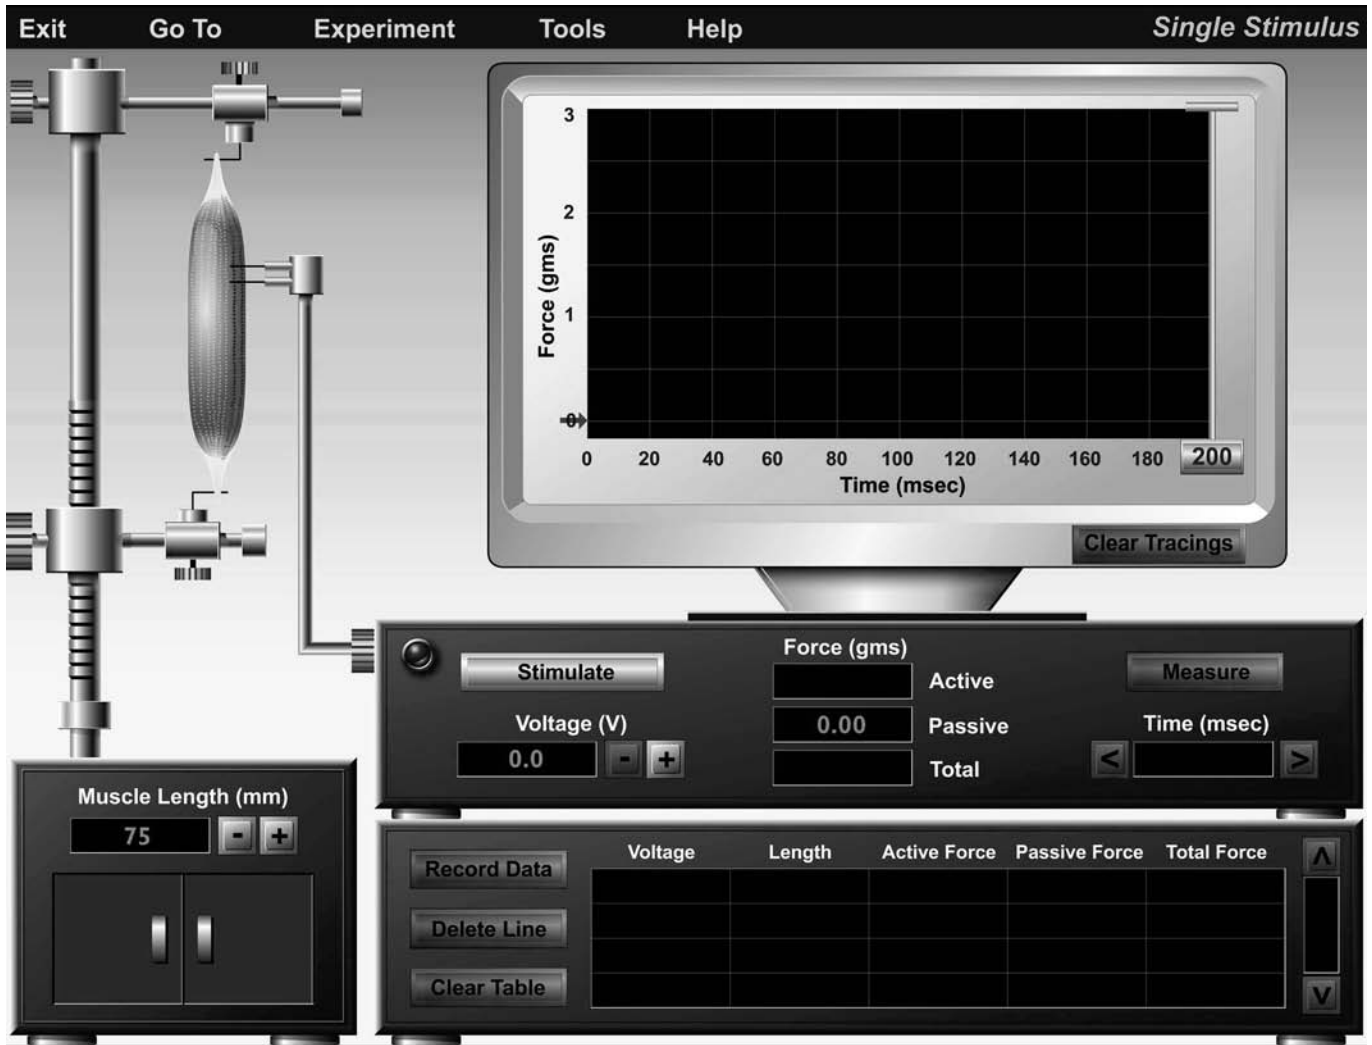 Exit Go To Experiment Tools Help Single Stimulus
3
2
1
0
Force (gms)
0 20 40 60 80 100 120 140 160 180 200
Time (msec)
Clear Tracings
Stimulate
Voltage (V)
0.0 - +
Force (gms)
Active
0.00 Passive
Total
Measure
Time (msec)
< >
Muscle Length (mm)
75 - +
Record Data
Delete Line
Clear Table
Voltage Length Active Force Passive Force Total Force